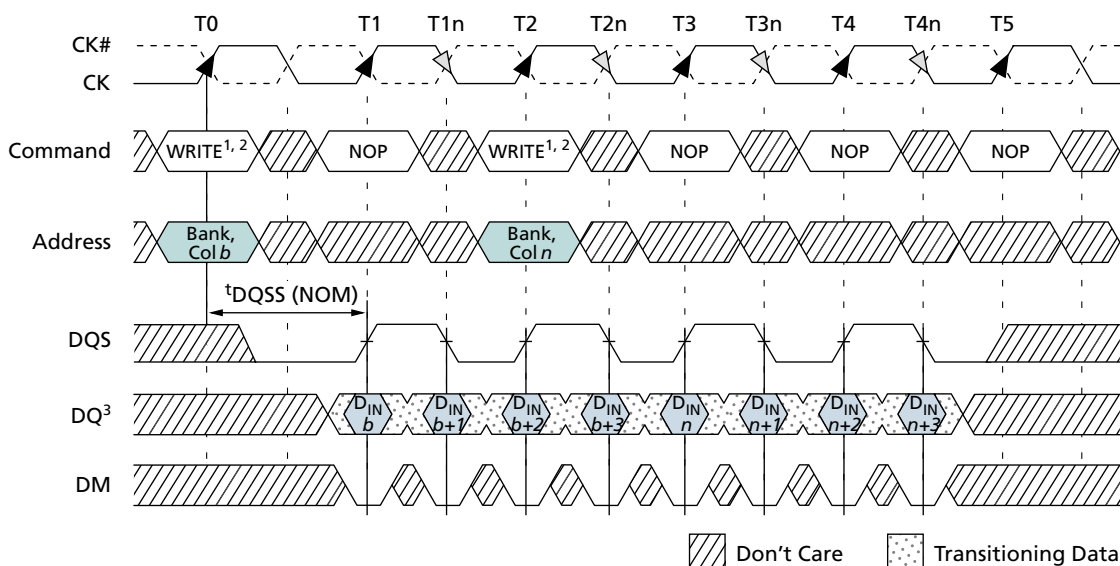 T0 T1 T1n T2 T2n T3 T3n T4 T4n T5
CK#
CK
Command WRITE1, 2 NOP WRITE1, 2 NOP NOP NOP
Address Bank, Col b Bank, Col n
tDQSS (NOM)
DQS
DQ3 DIN b DIN b+1 DIN b+2 DIN b+3 DIN n DIN n+1 DIN n+2 DIN n+3
DM
Don't Care Transitioning Data